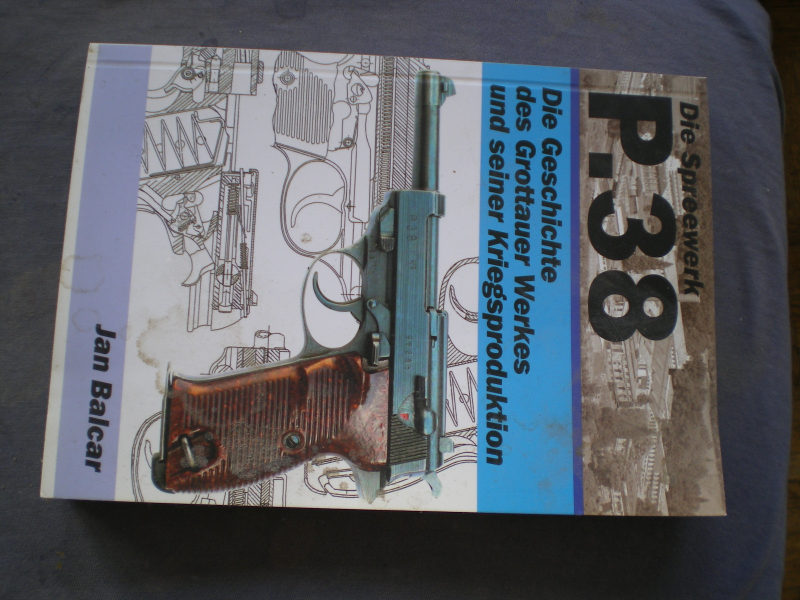 Die Spreewerk
P.38
Die Geschichte
des Grottauer Werkes
und seiner Kriegsproduktion
Jan Balcar